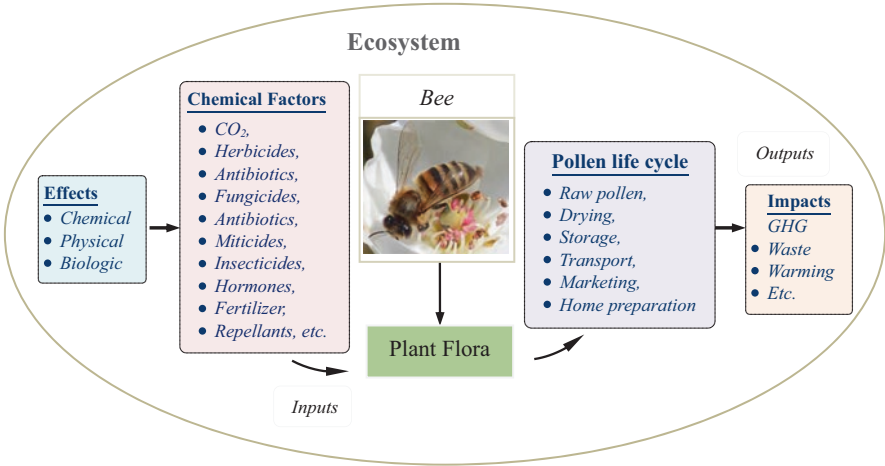 Ecosystem
Effects
• Chemical
• Physical
• Biologic
Chemical Factors
• CO₂,
• Herbicides,
• Antibiotics,
• Fungicides,
• Antibiotics,
• Miticides,
• Insecticides,
• Hormones,
• Fertilizer,
• Repellants, etc.
Inputs
Bee
Plant Flora
Pollen life cycle
• Raw pollen,
• Drying,
• Storage,
• Transport,
• Marketing,
• Home preparation
Outputs
Impacts
GHG
• Waste
• Warming
• Etc.